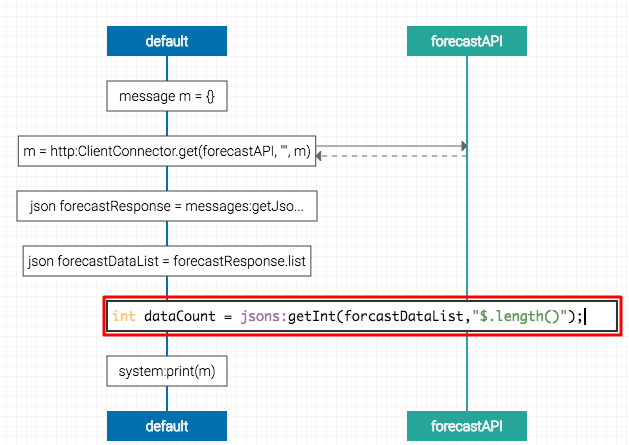 default forecastAPI
message m = {}
m = http:ClientConnector.get(forecastAPI, "", m)
json forecastResponse = messages:getJso...
json forecastDataList = forecastResponse.list
int dataCount = jsons:getInt(forcastDataList,"$.length()");
system:print(m)
default forecastAPI